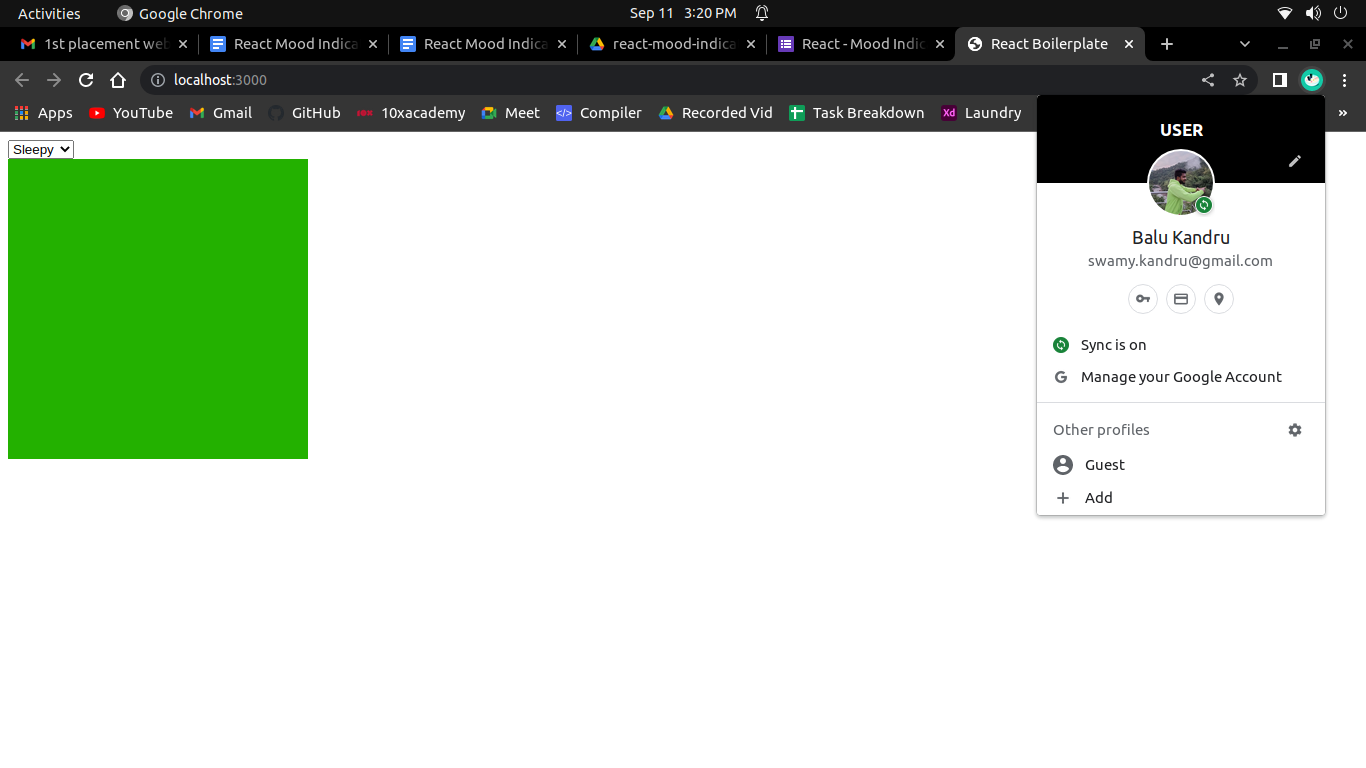 Activities Google Chrome Sep 11 3:20 PM
1st placement web React Mood Indica React Mood Indica react-mood-indica React - Mood Indic React Boilerplate
localhost:3000
Apps YouTube Gmail GitHub 10xacademy Meet Compiler Recorded Vid Task Breakdown Xd Laundry »
Sleepy
USER
Balu Kandru
swamy.kandru@gmail.com
Sync is on
G Manage your Google Account
Other profiles
Guest
Add